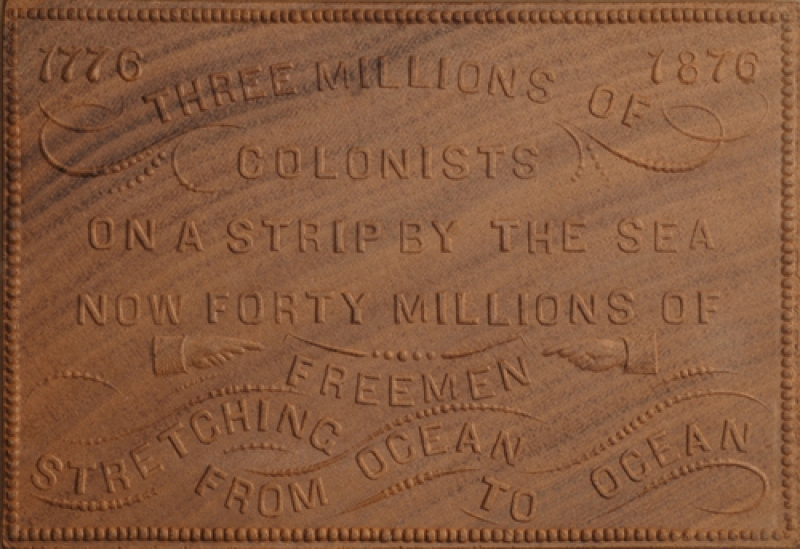 1776 1876
THREE MILLIONS OF
COLONISTS
ON A STRIP BY THE SEA
NOW FORTY MILLIONS OF
FREEMEN
STRETCHING
FROM OCEAN
TO OCEAN